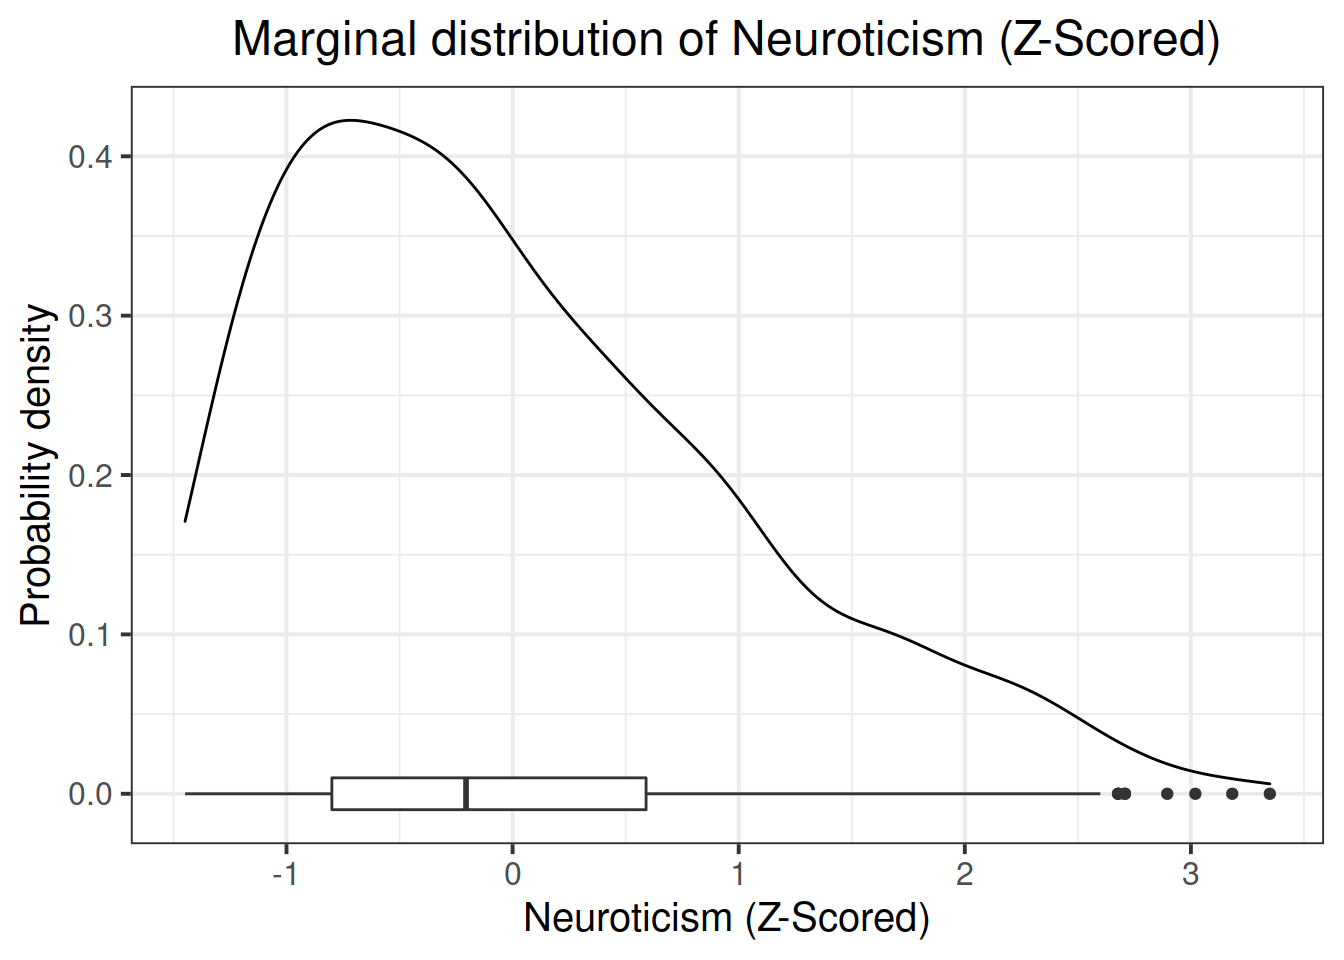 Marginal distribution of Neuroticism (Z-Scored)
Probability density
0.4
0.3
0.2
0.1
0.0
-1 0 1 2 3
Neuroticism (Z-Scored)